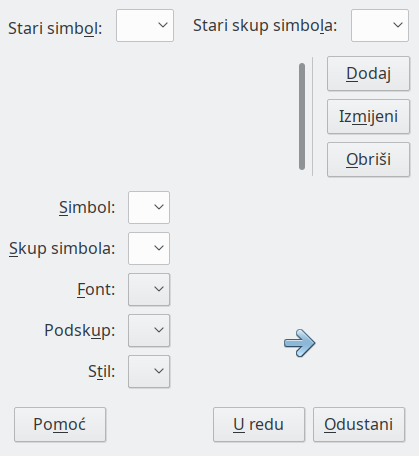 Stari simbol: Stari skup simbola:
Dodaj
Izmijeni
Obriši
Simbol:
Skup simbola:
Font:
Podskup:
Stil:
Pomoć U redu Odustani